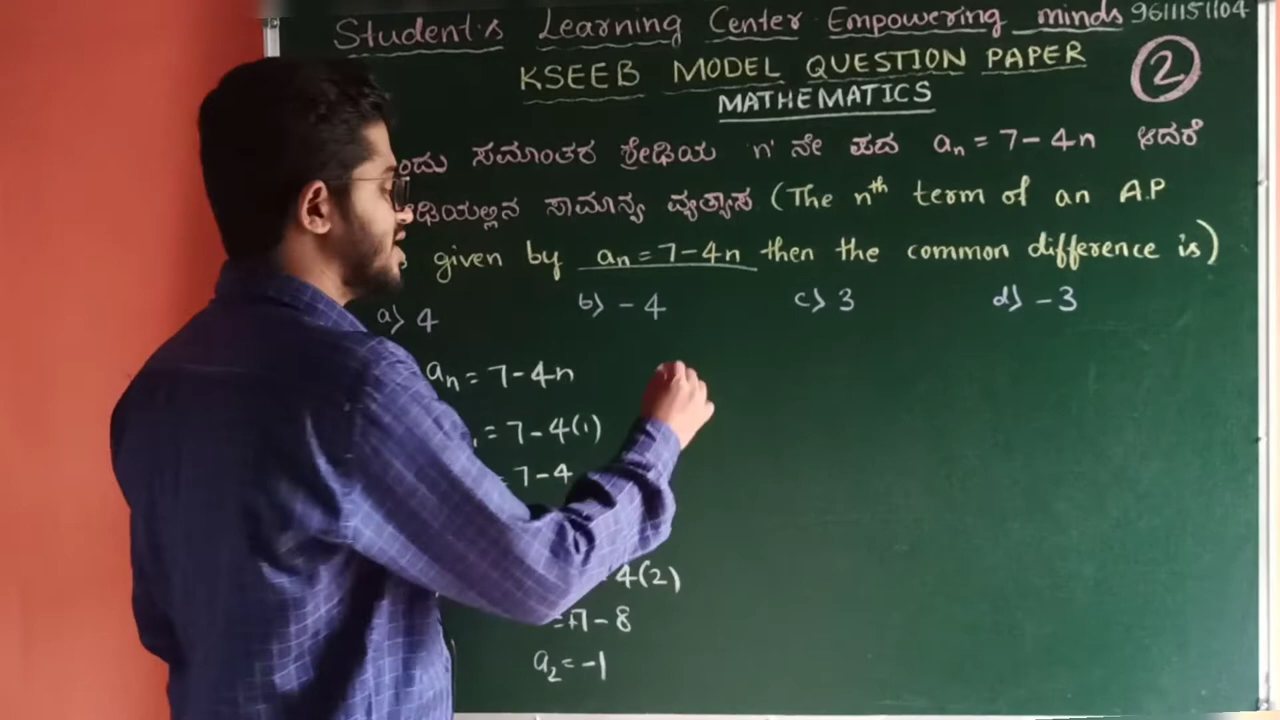 Student's Learning Center Empowering minds 9611151104
KSEEB MODEL QUESTION PAPER
2
MATHEMATICS
ಂದು ಸಮಾಂತರ ಶ್ರೇಢಿಯ 'n' ನೇ ಪದ aₙ = 7 - 4n ಆದರೆ
ಸಾಮಾನ್ಯ ವ್ಯತ್ಯಾಸ (The nᵗʰ term of an A.P
given by aₙ = 7 - 4n then the common difference is)
a) 4 b) - 4 c) 3 d) - 3
aₙ = 7 - 4n
= 7 - 4(1)
= 7 - 4
4(2)
= +7 - 8
a₂ = -1